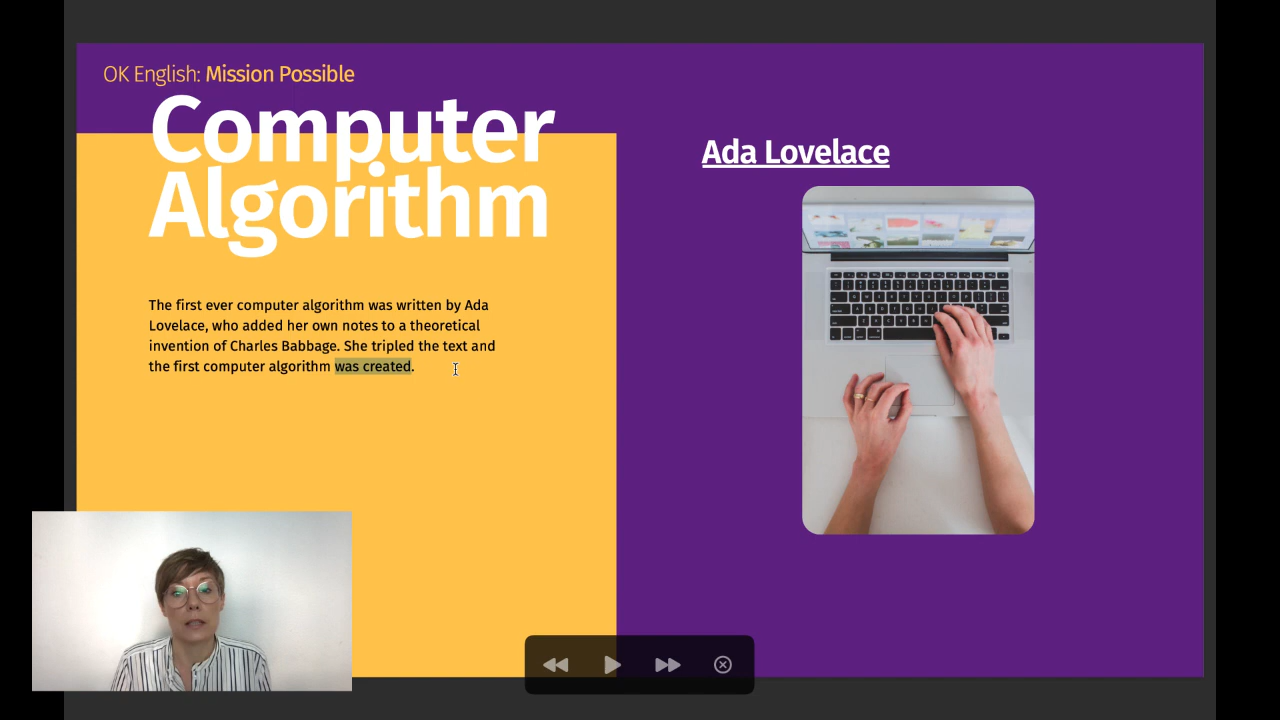 OK English: Mission Possible
Computer
Algorithm
The first ever computer algorithm was written by Ada
Lovelace, who added her own notes to a theoretical
invention of Charles Babbage. She tripled the text and
the first computer algorithm was created.
Ada Lovelace